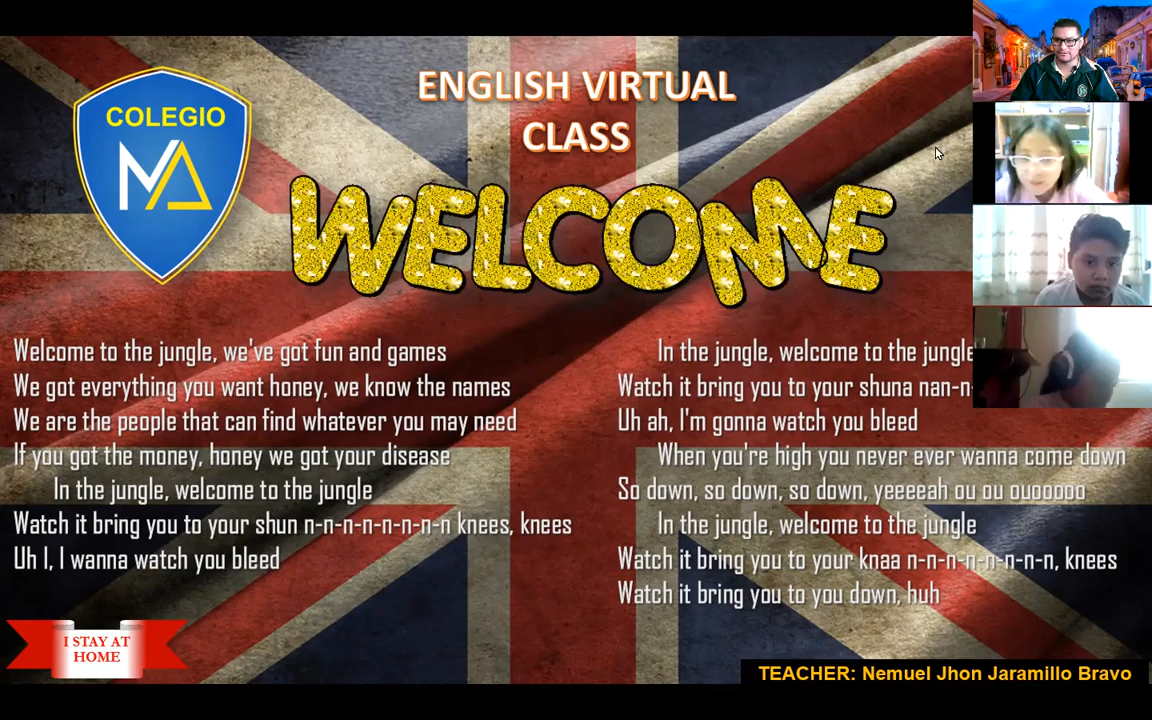 ENGLISH VIRTUAL
CLASS
COLEGIO
MA
WELCOME
Welcome to the jungle, we've got fun and games
We got everything you want honey, we know the names
We are the people that can find whatever you may need
If you got the money, honey we got your disease
In the jungle, welcome to the jungle
Watch it bring you to your shun n-n-n-n-n-n-n-n knees, knees
Uh I, I wanna watch you bleed
In the jungle, welcome to the jungle
Watch it bring you to your shuna nan-n-
Uh ah, I'm gonna watch you bleed
When you're high you never ever wanna come down
So down, so down, so down, yeeeeah ou ou ouooooo
In the jungle, welcome to the jungle
Watch it bring you to your knaa n-n-n-n-n-n-n-n, knees
Watch it bring you to you down, huh
I STAY AT
HOME
TEACHER: Nemuel Jhon Jaramillo Bravo